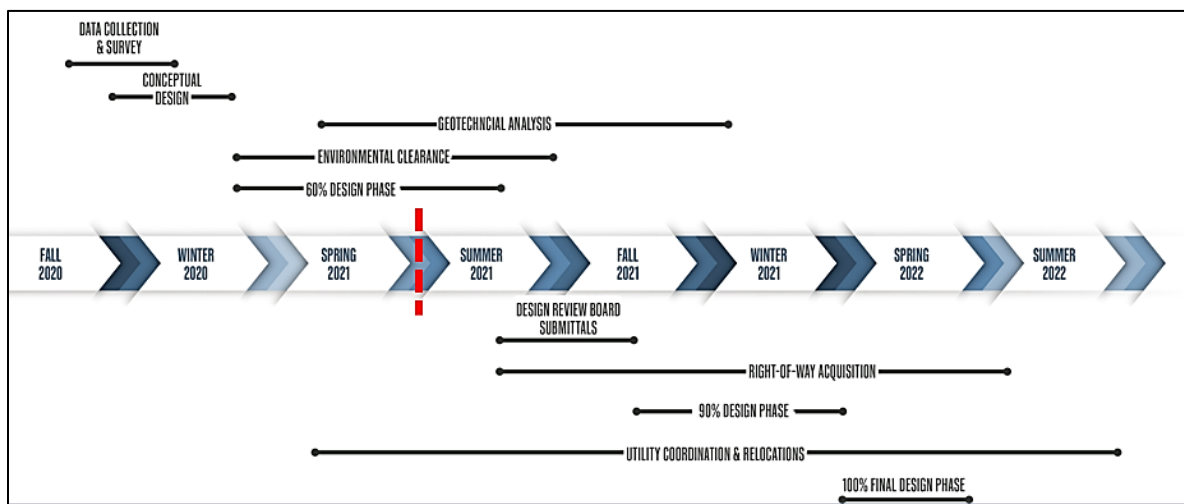 DATA COLLECTION
& SURVEY
CONCEPTUAL
DESIGN
GEOTECHNCIAL ANALYSIS
ENVIRONMENTAL CLEARANCE
60% DESIGN PHASE
FALL
2020
WINTER
2020
SPRING
2021
SUMMER
2021
FALL
2021
WINTER
2021
SPRING
2022
SUMMER
2022
DESIGN REVIEW BOARD
SUBMITTALS
RIGHT-OF-WAY ACQUISITION
90% DESIGN PHASE
UTILITY COORDINATION & RELOCATIONS
100% FINAL DESIGN PHASE